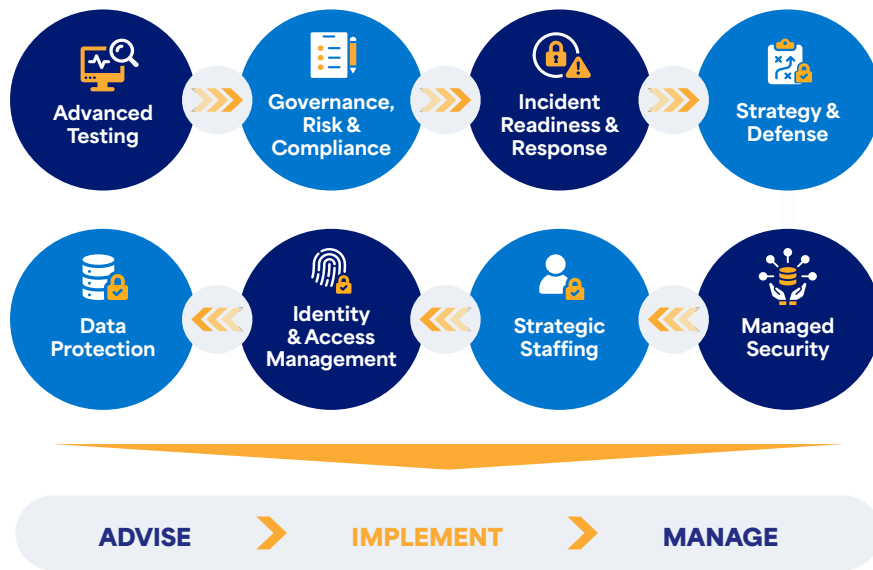 Advanced
Testing
Governance,
Risk &
Compliance
Incident
Readiness &
Response
Strategy &
Defense
Data
Protection
Identity
& Access
Management
Strategic
Staffing
Managed
Security
ADVISE
IMPLEMENT
MANAGE